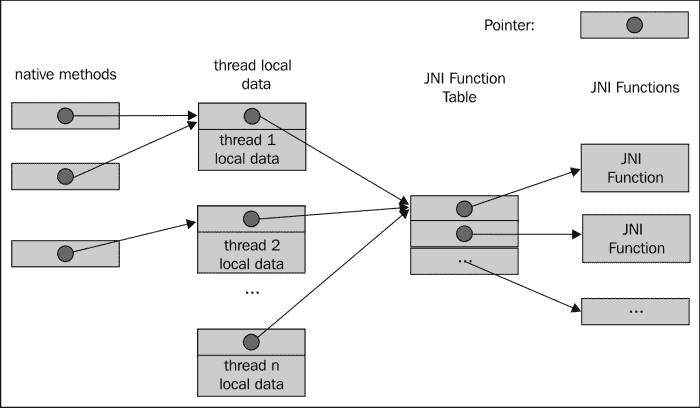 Pointer:
native methods
thread local
data
JNI Function
Table
JNI Functions
thread 1
local data
JNI
Function
thread 2
local data
JNI
Function
...
...
...
thread n
local data